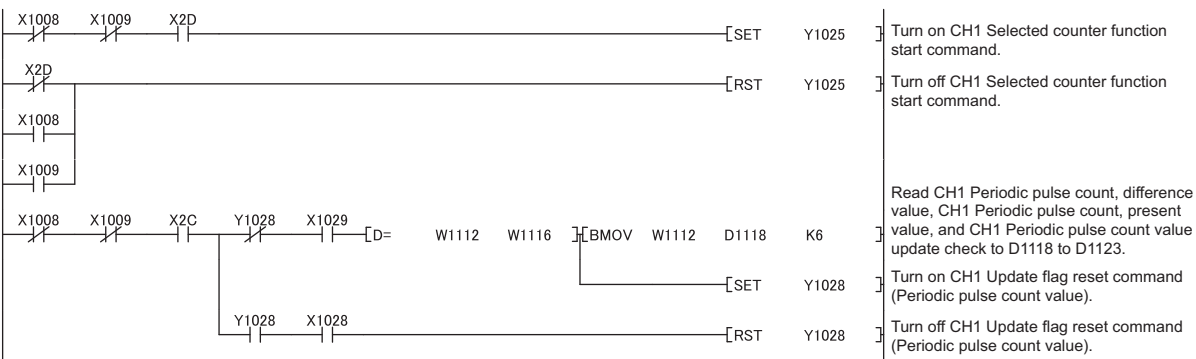 X1008 X1009 X2D
[SET Y1025 ] Turn on CH1 Selected counter function
start command.
X2D
[RST Y1025 ] Turn off CH1 Selected counter function
start command.
X1008
X1009
Read CH1 Periodic pulse count, difference
value, CH1 Periodic pulse count, present
value, and CH1 Periodic pulse count value
update check to D1118 to D1123.
X1008 X1009 X2C Y1028 X1029
[D= W1112 W1116 ][BMOV W1112 D1118 K6 ]
[SET Y1028 ] Turn on CH1 Update flag reset command
(Periodic pulse count value).
Y1028 X1028
[RST Y1028 ] Turn off CH1 Update flag reset command
(Periodic pulse count value).